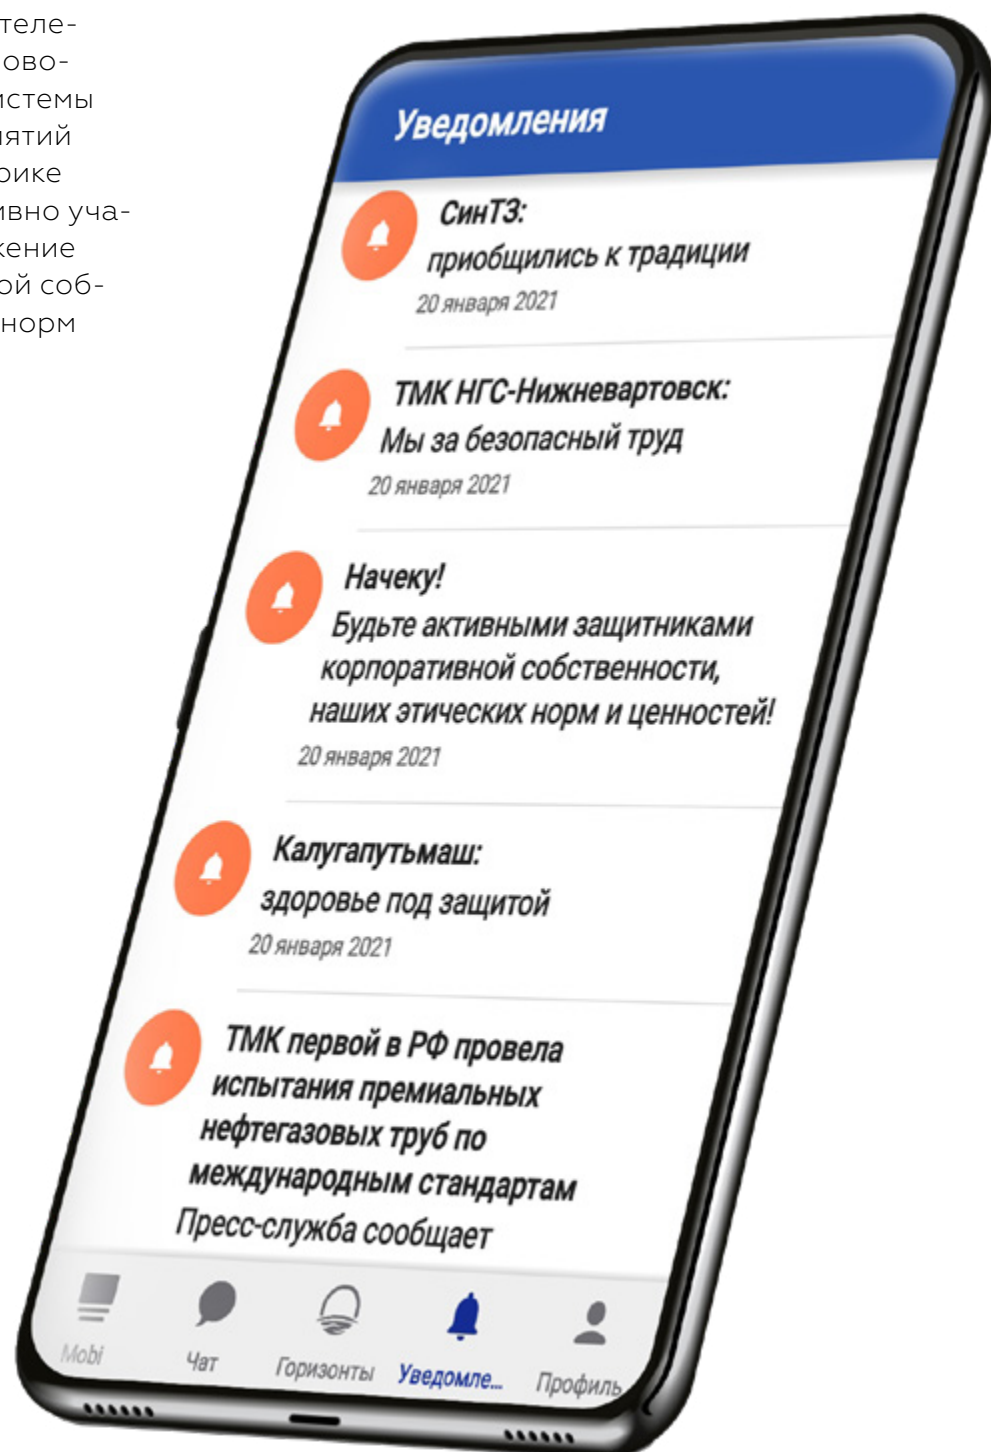 теле-
ово-
истемы
иятий
рике
ивно уча-
жение
ой соб-
норм
Уведомления
СинТЗ:
приобщились к традиции
20 января 2021
ТМК НГС-Нижневартовск:
Мы за безопасный труд
20 января 2021
Начеку!
Будьте активными защитниками
корпоративной собственности,
наших этических норм и ценностей!
20 января 2021
Калугапутьмаш:
здоровье под защитой
20 января 2021
ТМК первой в РФ провела
испытания премиальных
нефтегазовых труб по
международным стандартам
Пресс-служба сообщает
Mobi
Чат
Горизонты
Уведомле...
Профиль